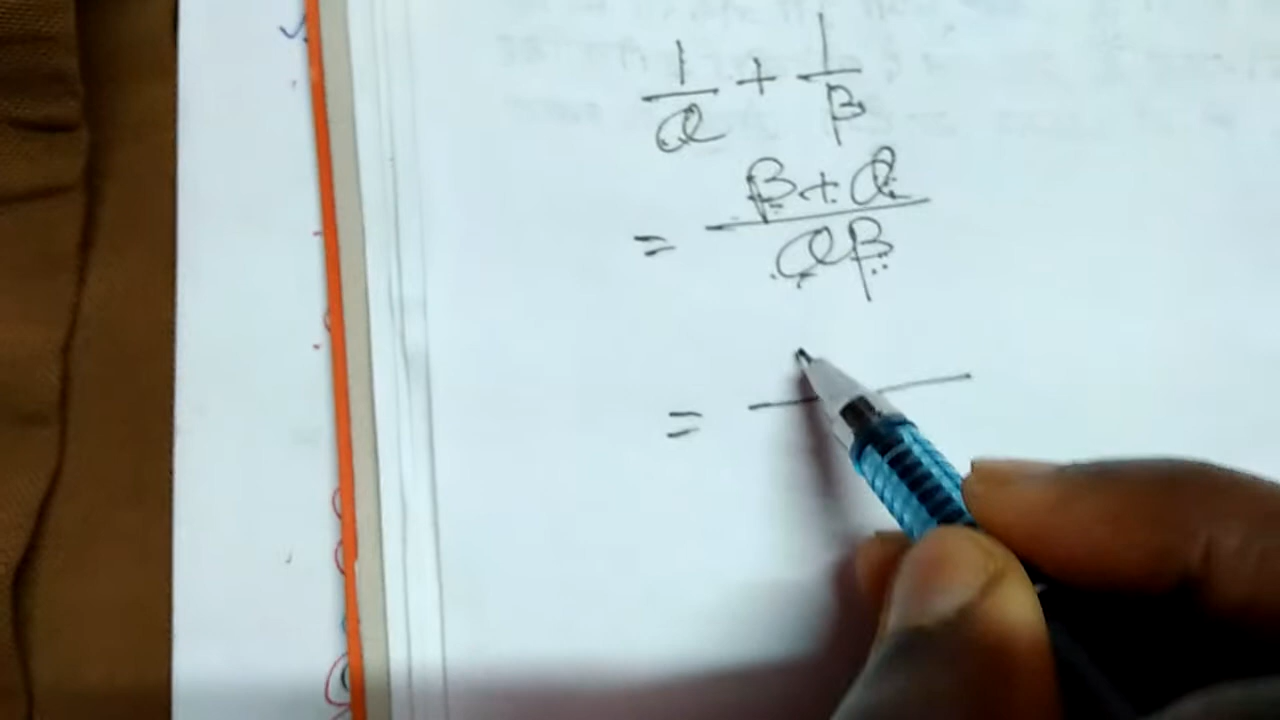 1/α + 1/β
= (β+α)/(αβ)
=